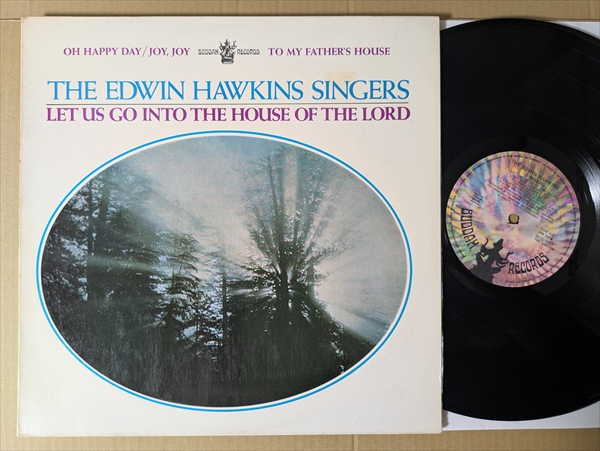 OH HAPPY DAY/JOY, JOY BUDDAH RECORDS TO MY FATHER'S HOUSE
THE EDWIN HAWKINS SINGERS
LET US GO INTO THE HOUSE OF THE LORD
BUDDAH RECORDS